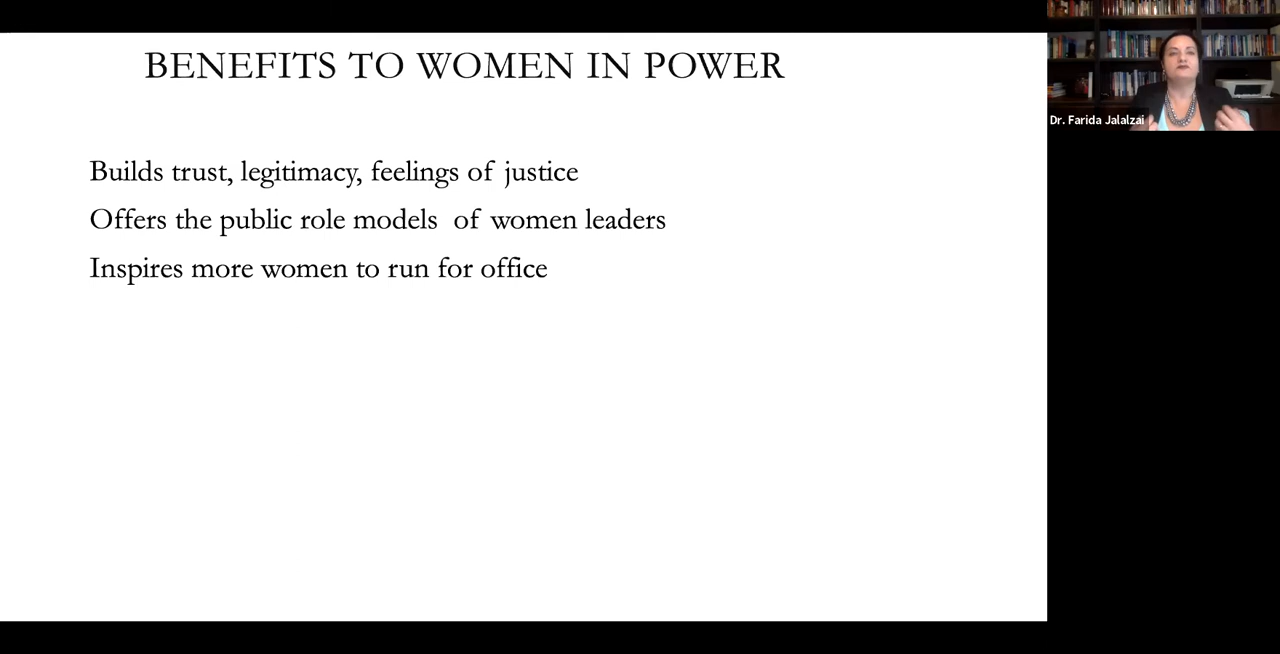 BENEFITS TO WOMEN IN POWER
Builds trust, legitimacy, feelings of justice
Offers the public role models of women leaders
Inspires more women to run for office
Dr. Farida Jalalzai